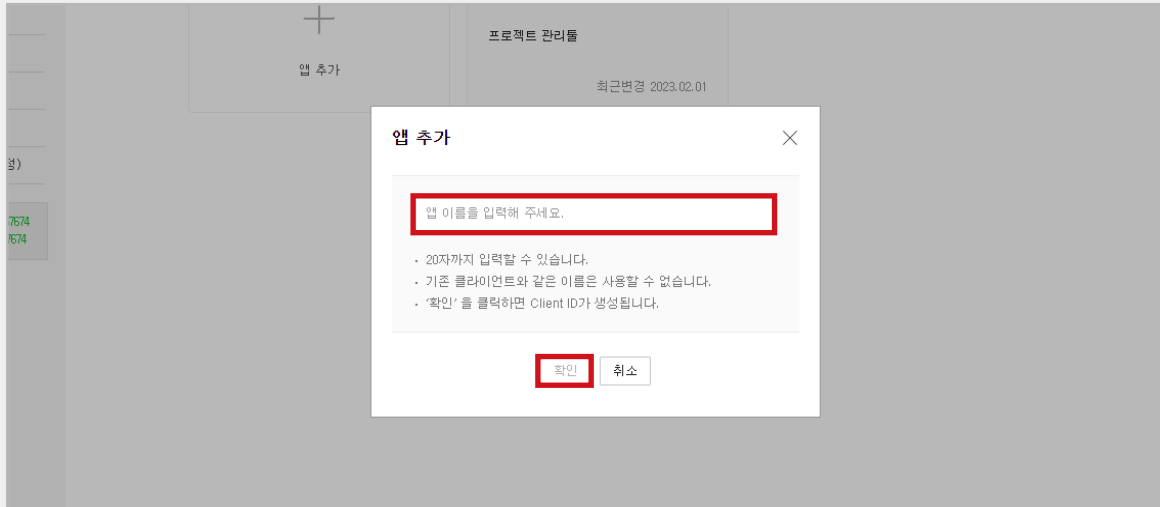 프로젝트 관리툴
앱 추가
최근변경 2023.02.01
앱 추가
정)
7674
7674
앱 이름을 입력해 주세요.
· 20자까지 입력할 수 있습니다.
· 기존 클라이언트와 같은 이름은 사용할 수 없습니다.
· ‘확인’ 을 클릭하면 Client ID가 생성됩니다.
확인
취소